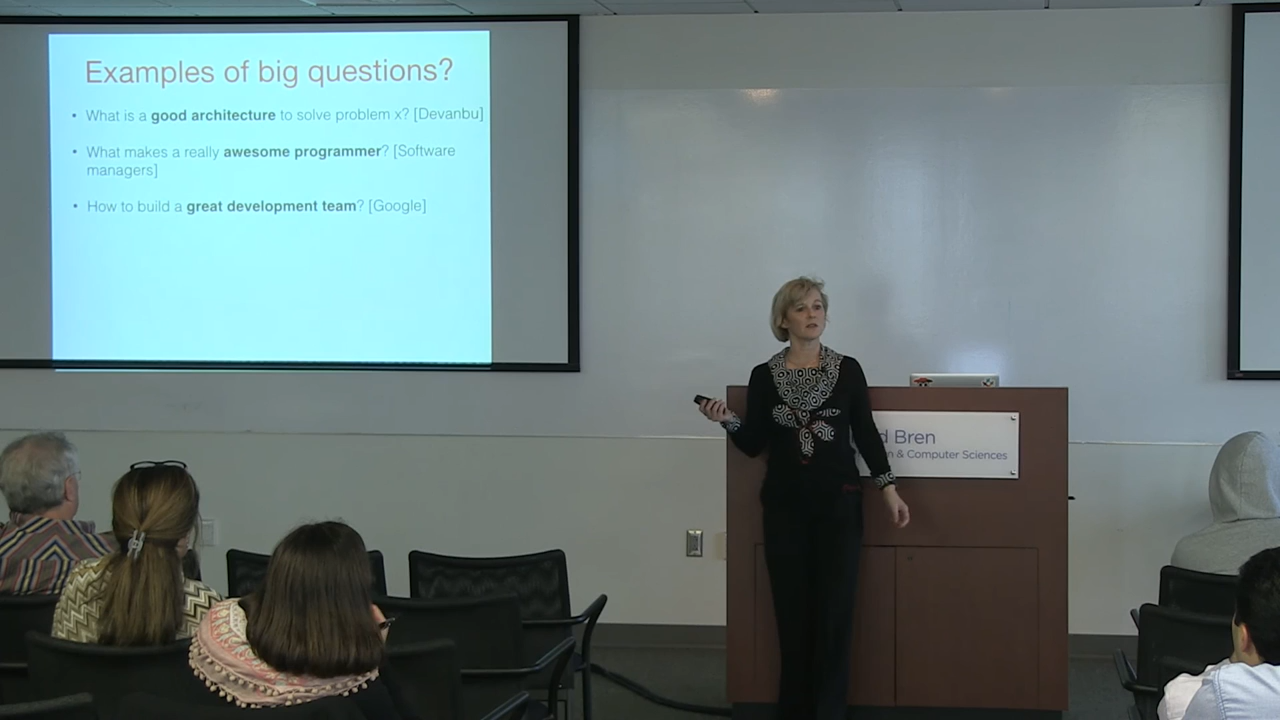 Examples of big questions?
• What is a good architecture to solve problem x? [Devanbu]
• What makes a really awesome programmer? [Software
managers]
• How to build a great development team? [Google]
Bren
& Computer Sciences